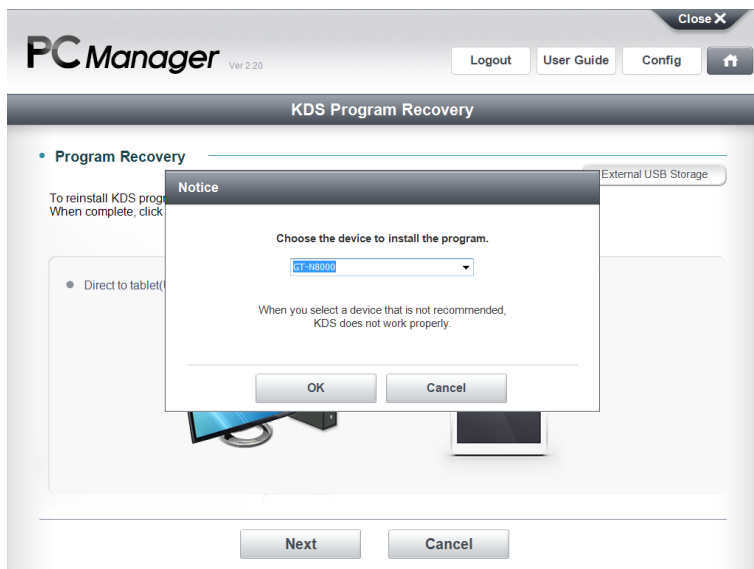 Close X
PC Manager Ver 2.20
Logout
User Guide
Config
KDS Program Recovery
Program Recovery
External USB Storage
To reinstall KDS
When complete, click
Notice
Choose the device to install the program.
GT-N8000
Direct to
When you select a device that is not recommended,
KDS does not work properly.
OK
Cancel
Next
Cancel